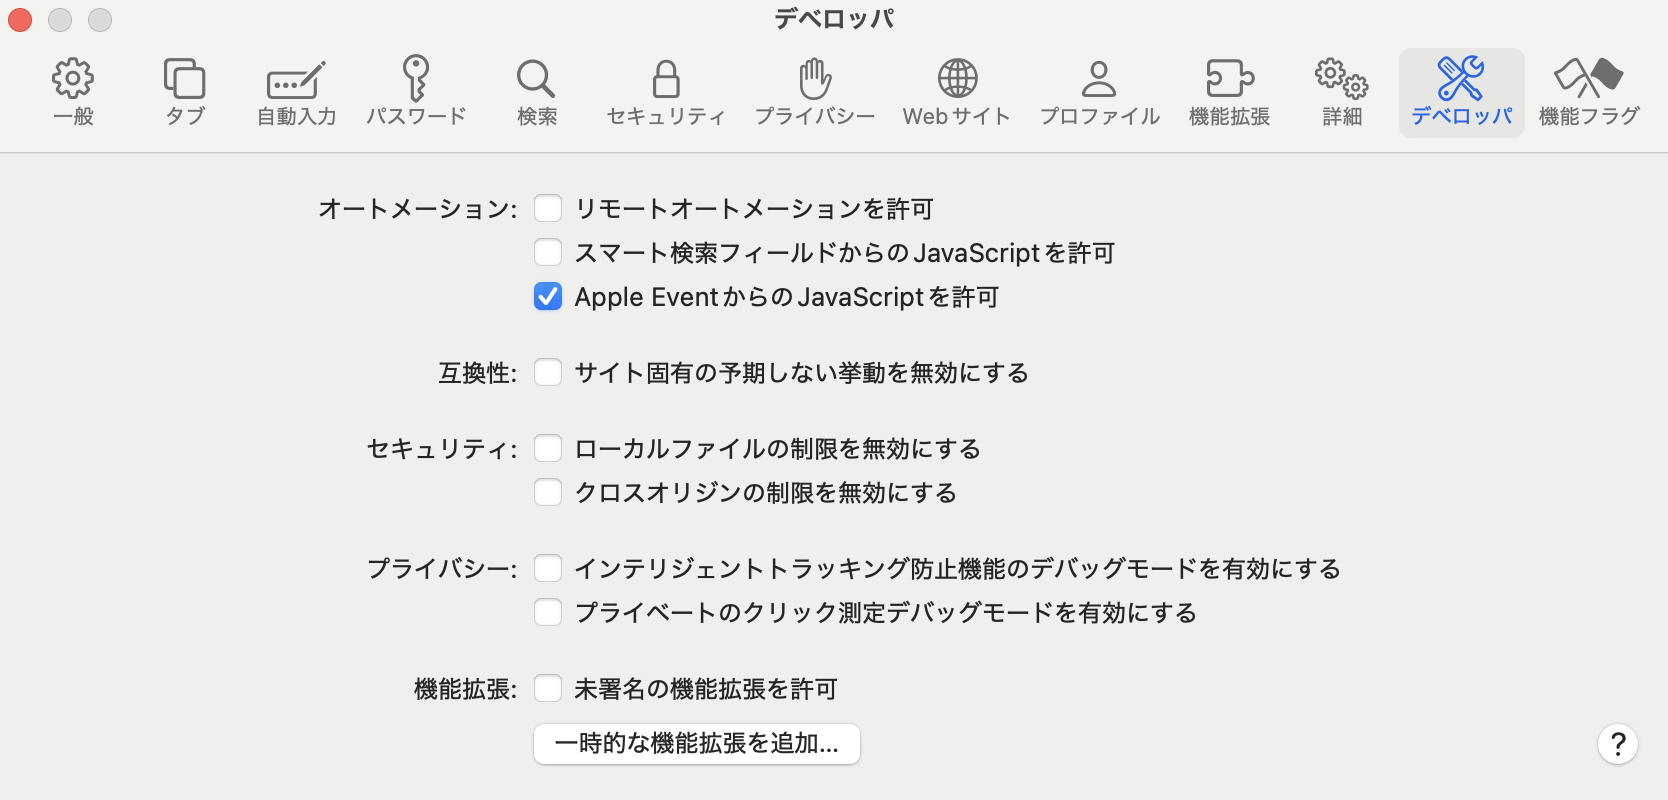 デベロッパ
一般 タブ 自動入力 パスワード 検索 セキュリティ プライバシー Webサイト プロファイル 機能拡張 詳細 デベロッパ 機能フラグ
オートメーション: リモートオートメーションを許可
スマート検索フィールドからのJavaScriptを許可
Apple EventからのJavaScriptを許可
互換性: サイト固有の予期しない挙動を無効にする
セキュリティ: ローカルファイルの制限を無効にする
クロスオリジンの制限を無効にする
プライバシー: インテリジェントトラッキング防止機能のデバッグモードを有効にする
プライベートのクリック測定デバッグモードを有効にする
機能拡張: 未署名の機能拡張を許可
一時的な機能拡張を追加...
?